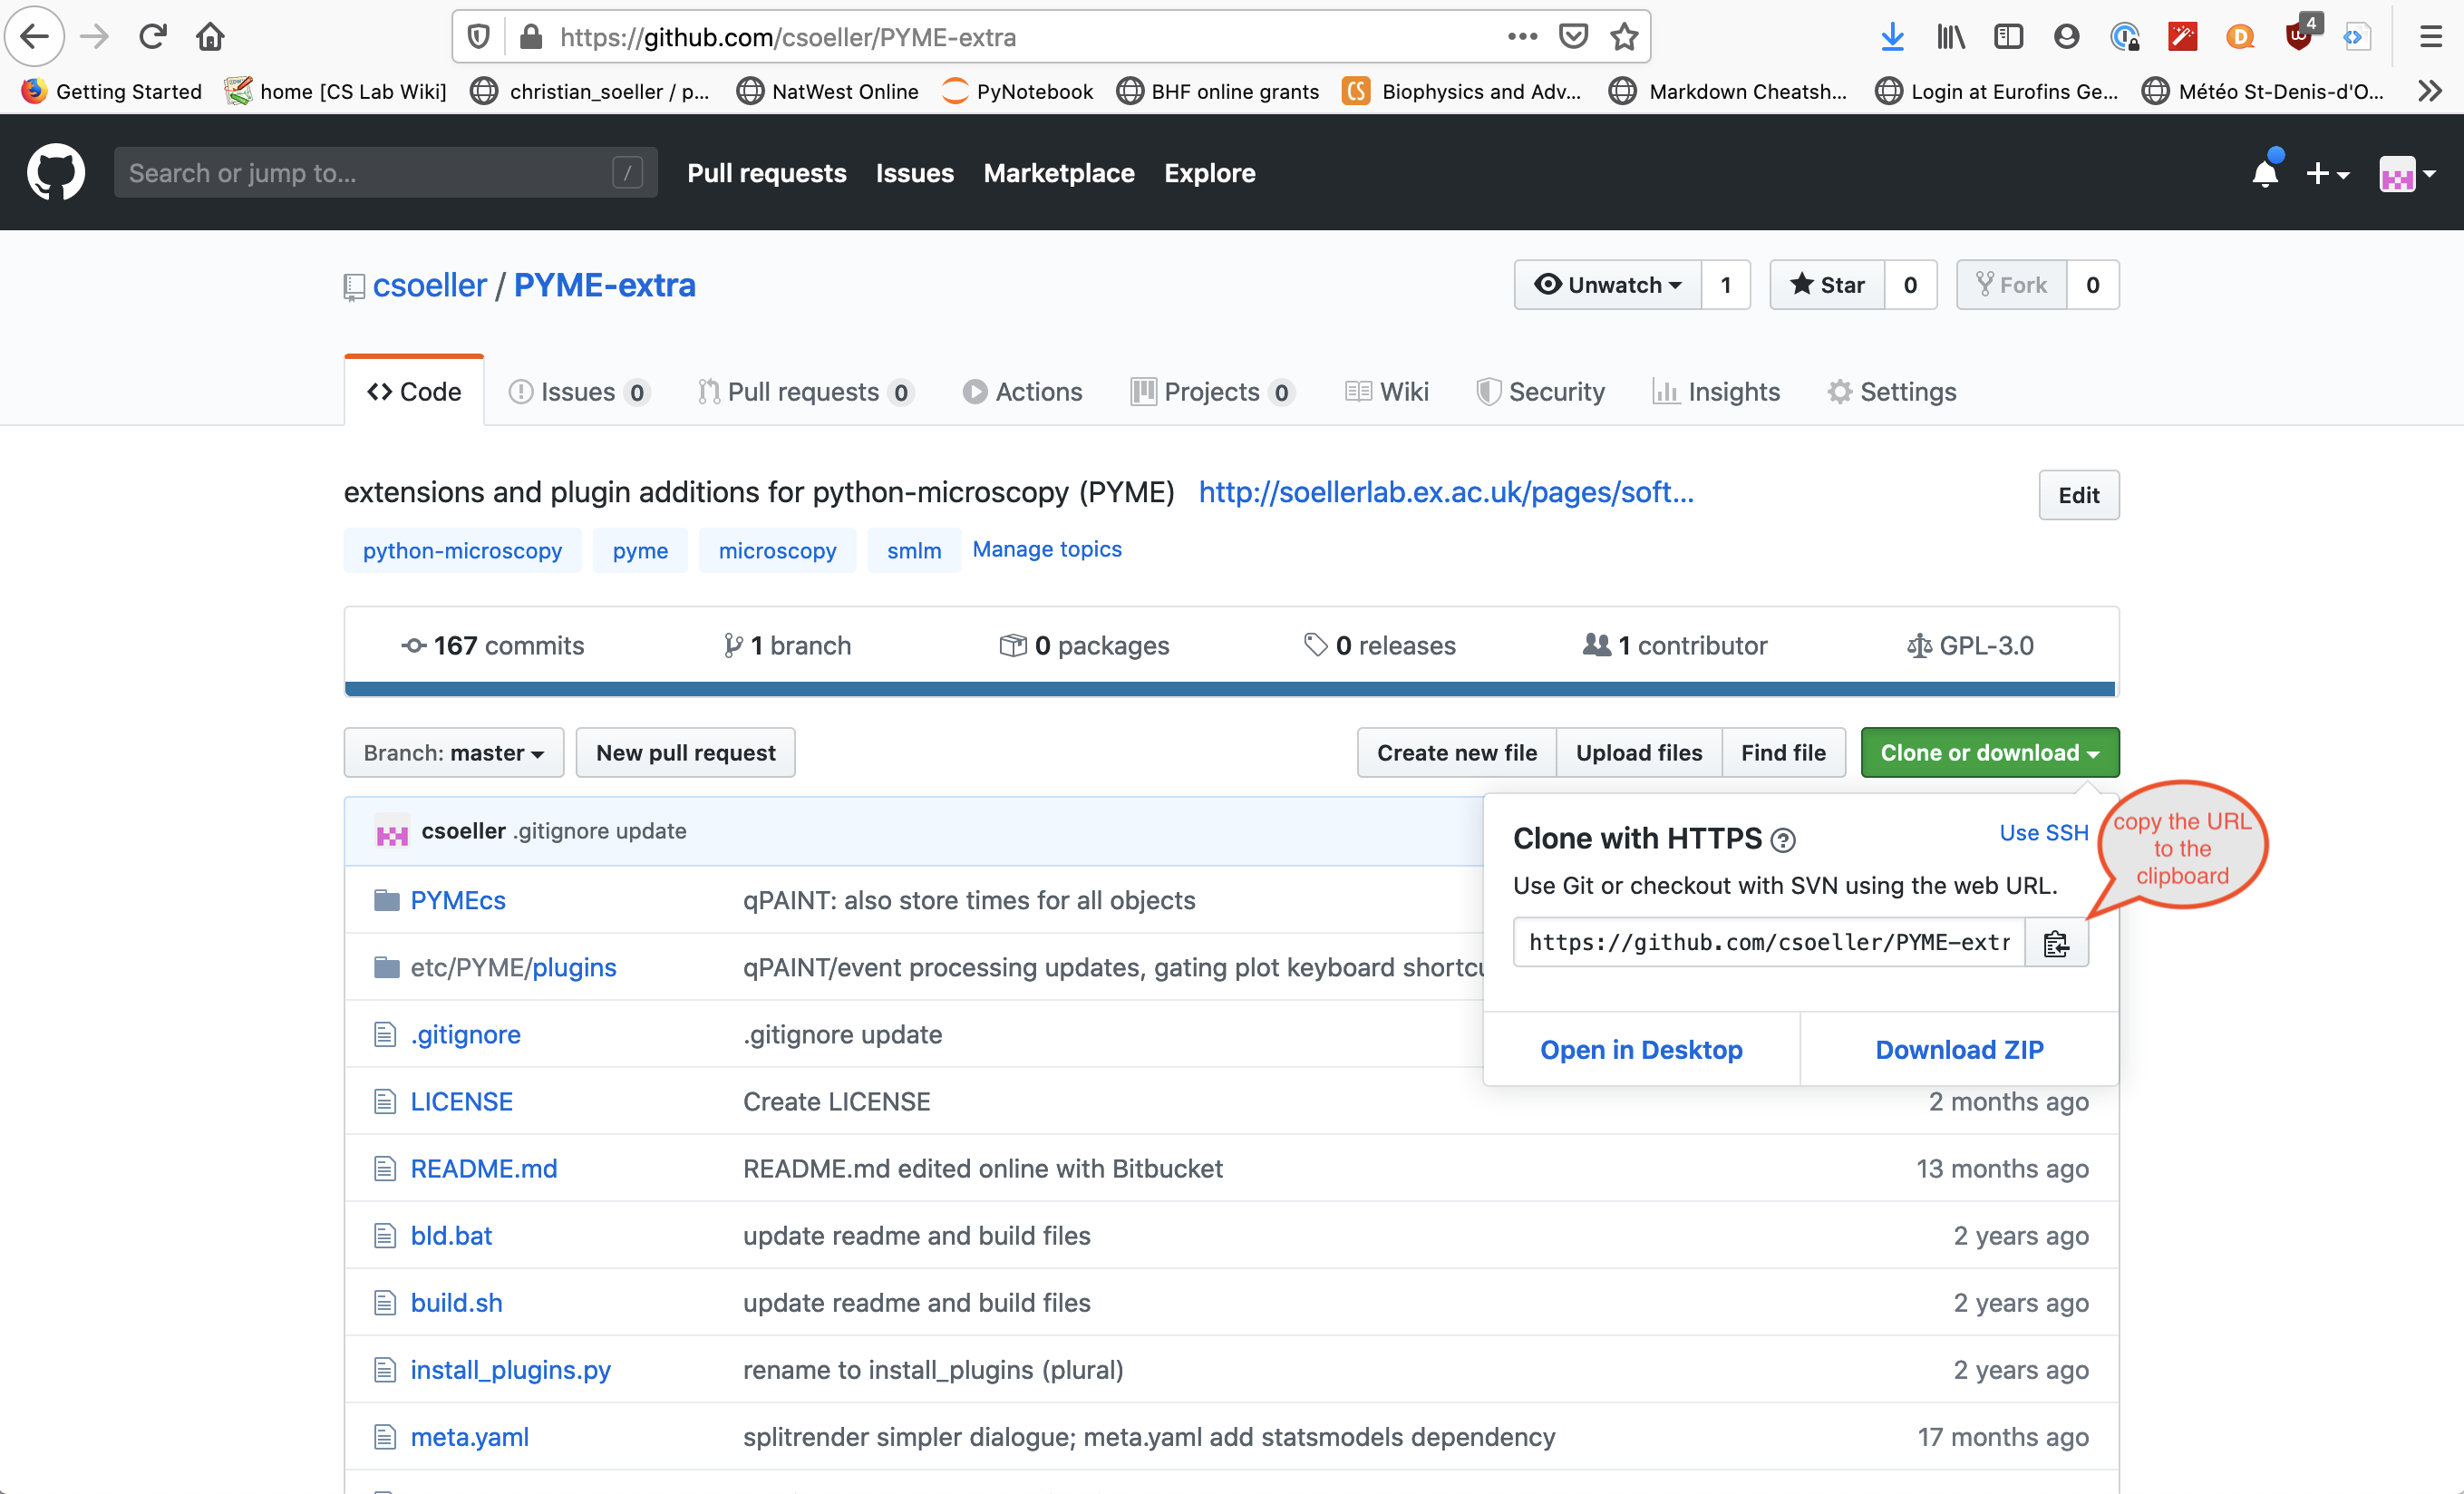 https://github.com/csoeller/PYME-extra
4
Getting Started home [CS Lab Wiki] christian_soeller / p... NatWest Online PyNotebook BHF online grants CS Biophysics and Adv... Markdown Cheatsh... Login at Eurofins Ge... Météo St-Denis-d'O...
Search or jump to... / Pull requests Issues Marketplace Explore
csoeller / PYME-extra
Unwatch 1 Star 0 Fork 0
Code Issues 0 Pull requests 0 Actions Projects 0 Wiki Security Insights Settings
extensions and plugin additions for python-microscopy (PYME) http://soellerlab.ex.ac.uk/pages/soft... Edit
python-microscopy pyme microscopy smlm Manage topics
167 commits 1 branch 0 packages 0 releases 1 contributor GPL-3.0
Branch: master New pull request Create new file Upload files Find file Clone or download
csoeller .gitignore update
Clone with HTTPS ? Use SSH
copy the URL
to the
clipboard
Use Git or checkout with SVN using the web URL.
https://github.com/csoeller/PYME-extr
Open in Desktop Download ZIP
PYMEcs qPAINT: also store times for all objects
etc/PYME/plugins qPAINT/event processing updates, gating plot keyboard shortcu
.gitignore .gitignore update
LICENSE Create LICENSE 2 months ago
README.md README.md edited online with Bitbucket 13 months ago
bld.bat update readme and build files 2 years ago
build.sh update readme and build files 2 years ago
install_plugins.py rename to install_plugins (plural) 2 years ago
meta.yaml splitrender simpler dialogue; meta.yaml add statsmodels dependency 17 months ago